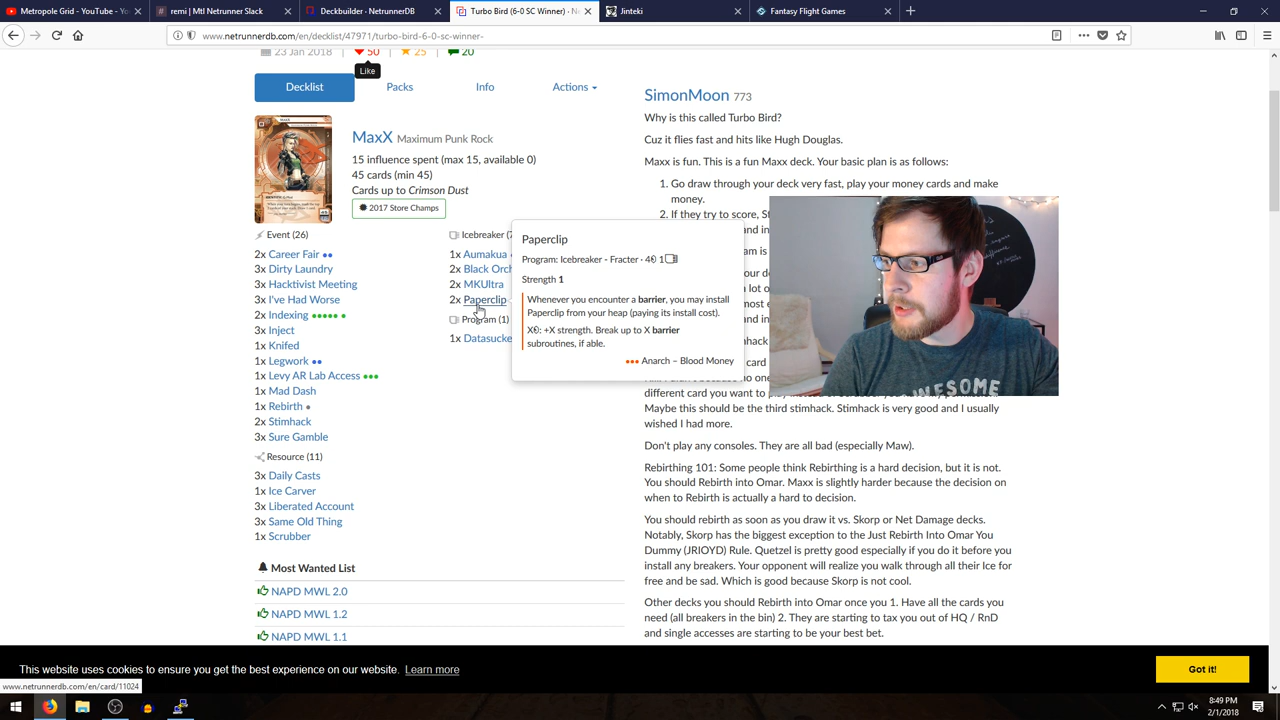 Metropole Grid - YouTube - Yo
remi | Mtl Netrunner Slack
Deckbuilder · NetrunnerDB
Turbo Bird (6-0 SC Winner) · N
Jinteki
Fantasy Flight Games
www.netrunnerdb.com/en/decklist/47971/turbo-bird-6-0-sc-winner-
23 Jan 2018 | 50 | 25 | 20
Like
Decklist
Packs
Info
Actions
MaxX Maximum Punk Rock
15 influence spent (max 15, available 0)
45 cards (min 45)
Cards up to Crimson Dust
2017 Store Champs
Event (26)
2x Career Fair ●●
3x Dirty Laundry
3x Hacktivist Meeting
3x I've Had Worse
2x Indexing ●●●●● ●
3x Inject
1x Knifed
1x Legwork ●●
1x Levy AR Lab Access ●●●
1x Mad Dash
1x Rebirth ●
2x Stimhack
3x Sure Gamble
Resource (11)
3x Daily Casts
1x Ice Carver
3x Liberated Account
3x Same Old Thing
1x Scrubber
Icebreaker (7
1x Aumakua
2x Black Orch
2x MKUltra
2x Paperclip
Program (1)
1x Datasucke
Paperclip
Program: Icebreaker - Fracter · 4 1
Strength 1
Whenever you encounter a barrier, you may install
Paperclip from your heap (paying its install cost).
X: +X strength. Break up to X barrier
subroutines, if able.
●●● Anarch – Blood Money
Most Wanted List
NAPD MWL 2.0
NAPD MWL 1.2
NAPD MWL 1.1
SimonMoon 773
Why is this called Turbo Bird?
Cuz it flies fast and hits like Hugh Douglas.
Maxx is fun. This is a fun Maxx deck. Your basic plan is as follows:
1. Go draw through your deck very fast, play your money cards and make
money.
2. If they try to score, St
different card you want to
Maybe this should be the third stimhack. Stimhack is very good and I usually
wished I had more.
Don't play any consoles. They are all bad (especially Maw).
Rebirthing 101: Some people think Rebirthing is a hard decision, but it is not.
You should Rebirth into Omar. Maxx is slightly harder because the decision on
when to Rebirth is actually a hard to decision.
You should rebirth as soon as you draw it vs. Skorp or Net Damage decks.
Notably, Skorp has the biggest exception to the Just Rebirth Into Omar You
Dummy (JRIOYD) Rule. Quetzel is pretty good especially if you do it before you
install any breakers. Your opponent will realize you walk through all their Ice for
free and be sad. Which is good because Skorp is not cool.
Other decks you should Rebirth into Omar once you 1. Have all the cards you
need (all breakers in the bin) 2. They are starting to tax you out of HQ / RnD
and single accesses are starting to be your best bet.
AWESOME
This website uses cookies to ensure you get the best experience on our website. Learn more
Got it!
www.netrunnerdb.com/en/card/11024
8:49 PM
2/1/2018